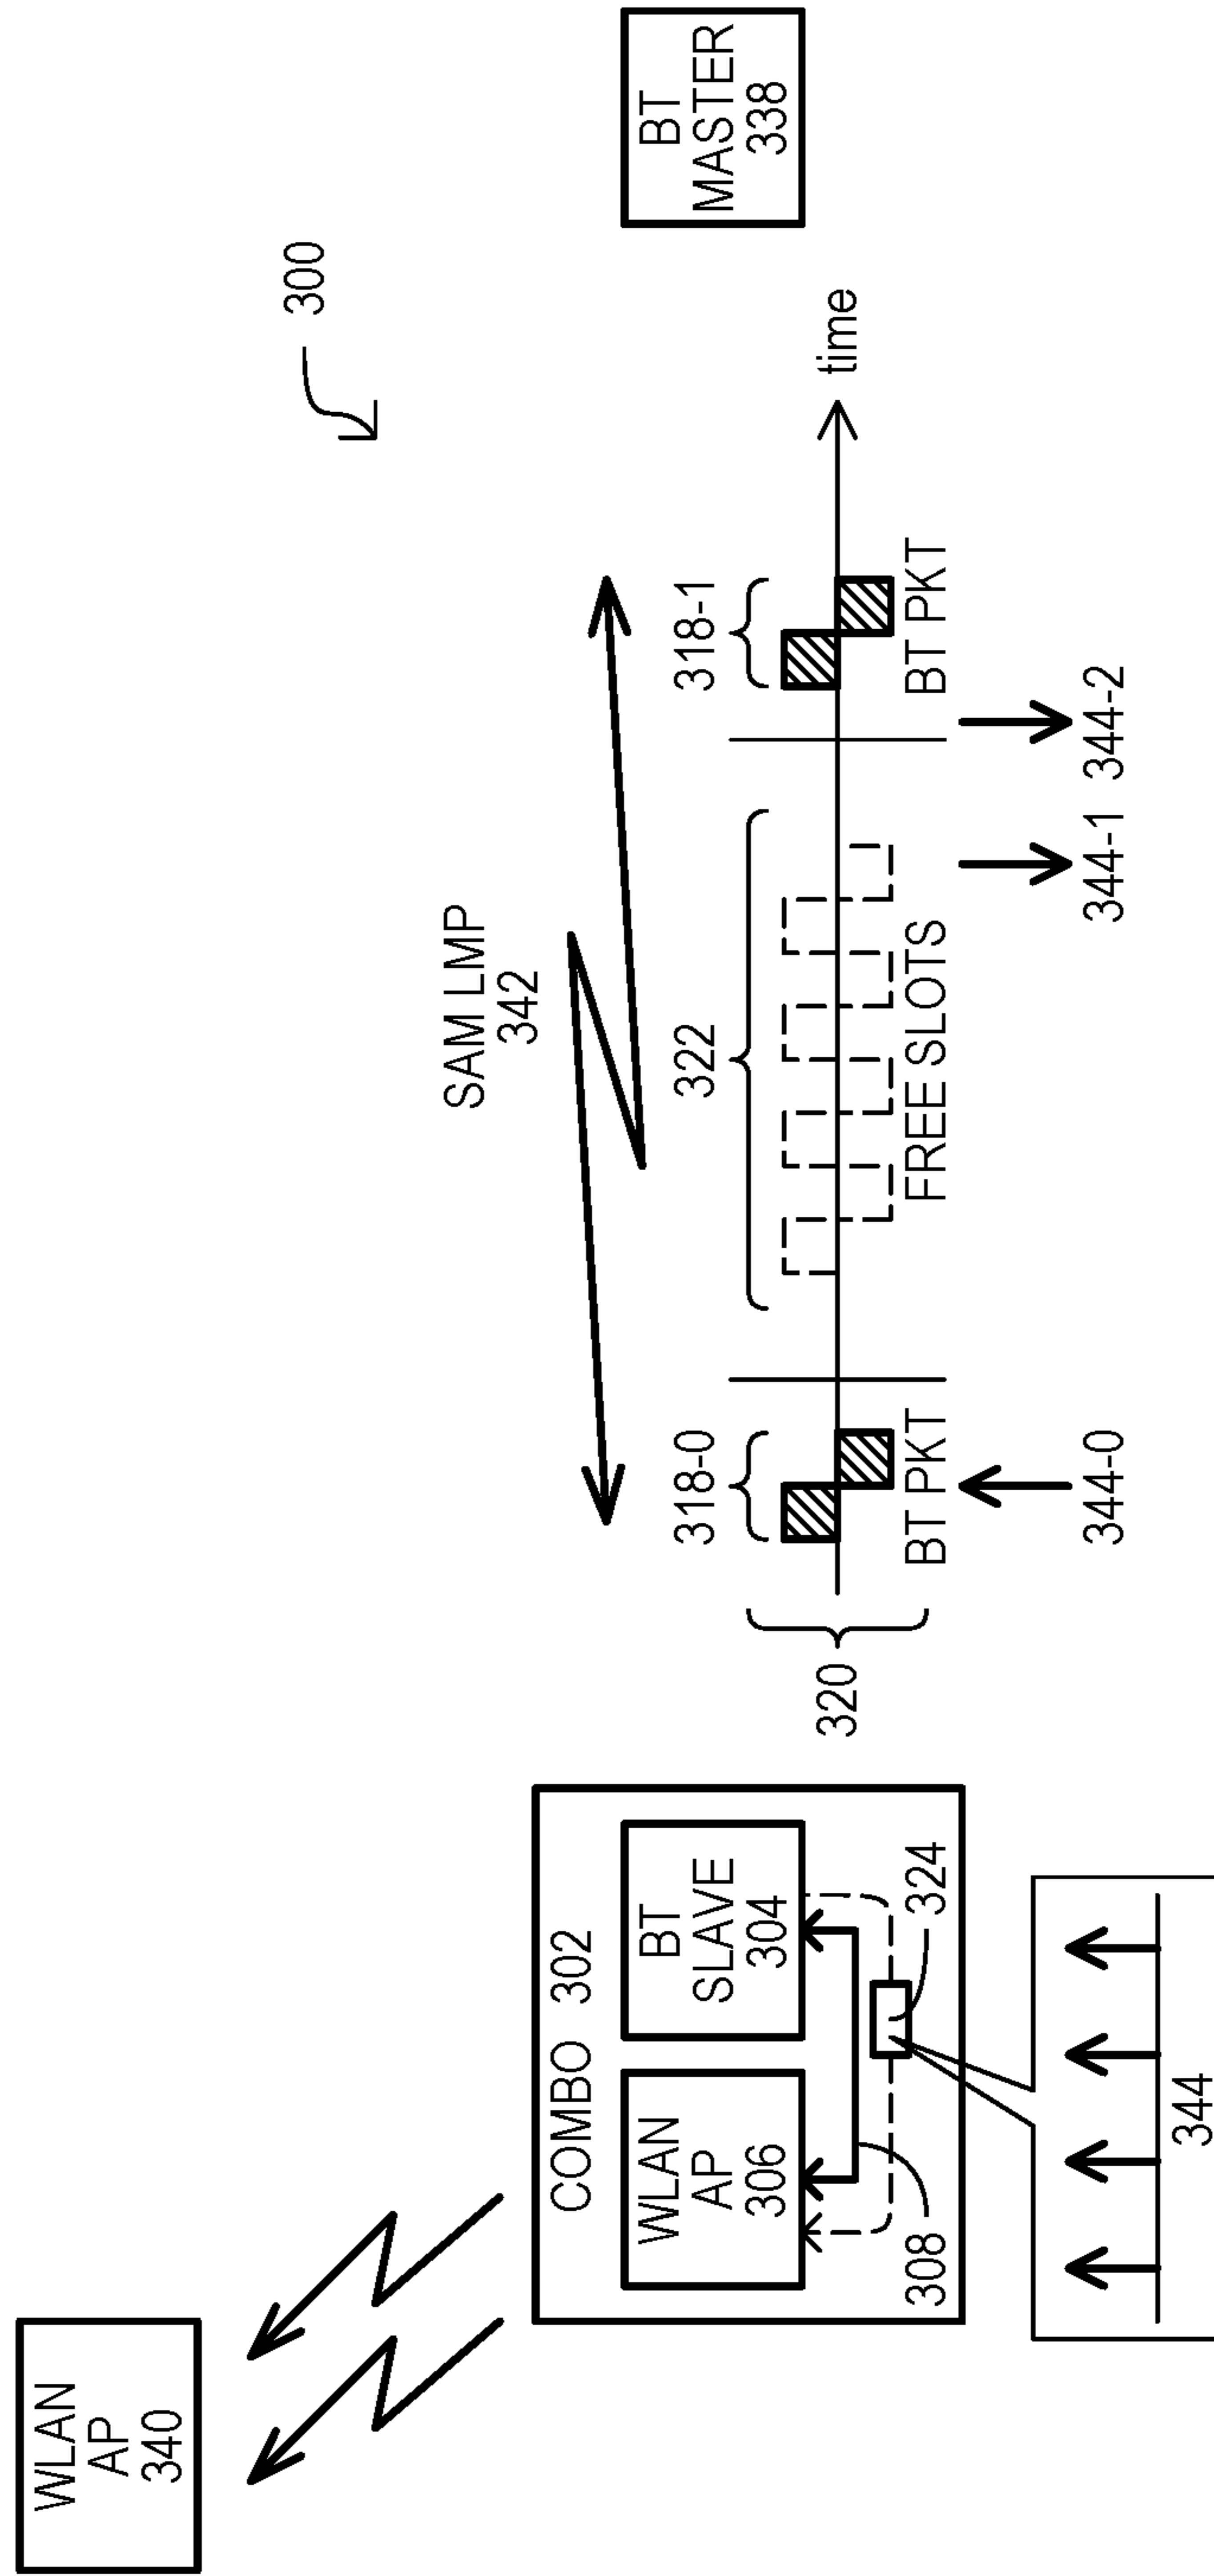 WLAN
AP
340
300
SAM LMP
342
COMBO 302
WLAN
AP
306
BT
SLAVE
304
308
324
344
320
318-0
322
318-1
time
BT PKT
FREE SLOTS
BT PKT
344-0
344-1
344-2
BT
MASTER
338